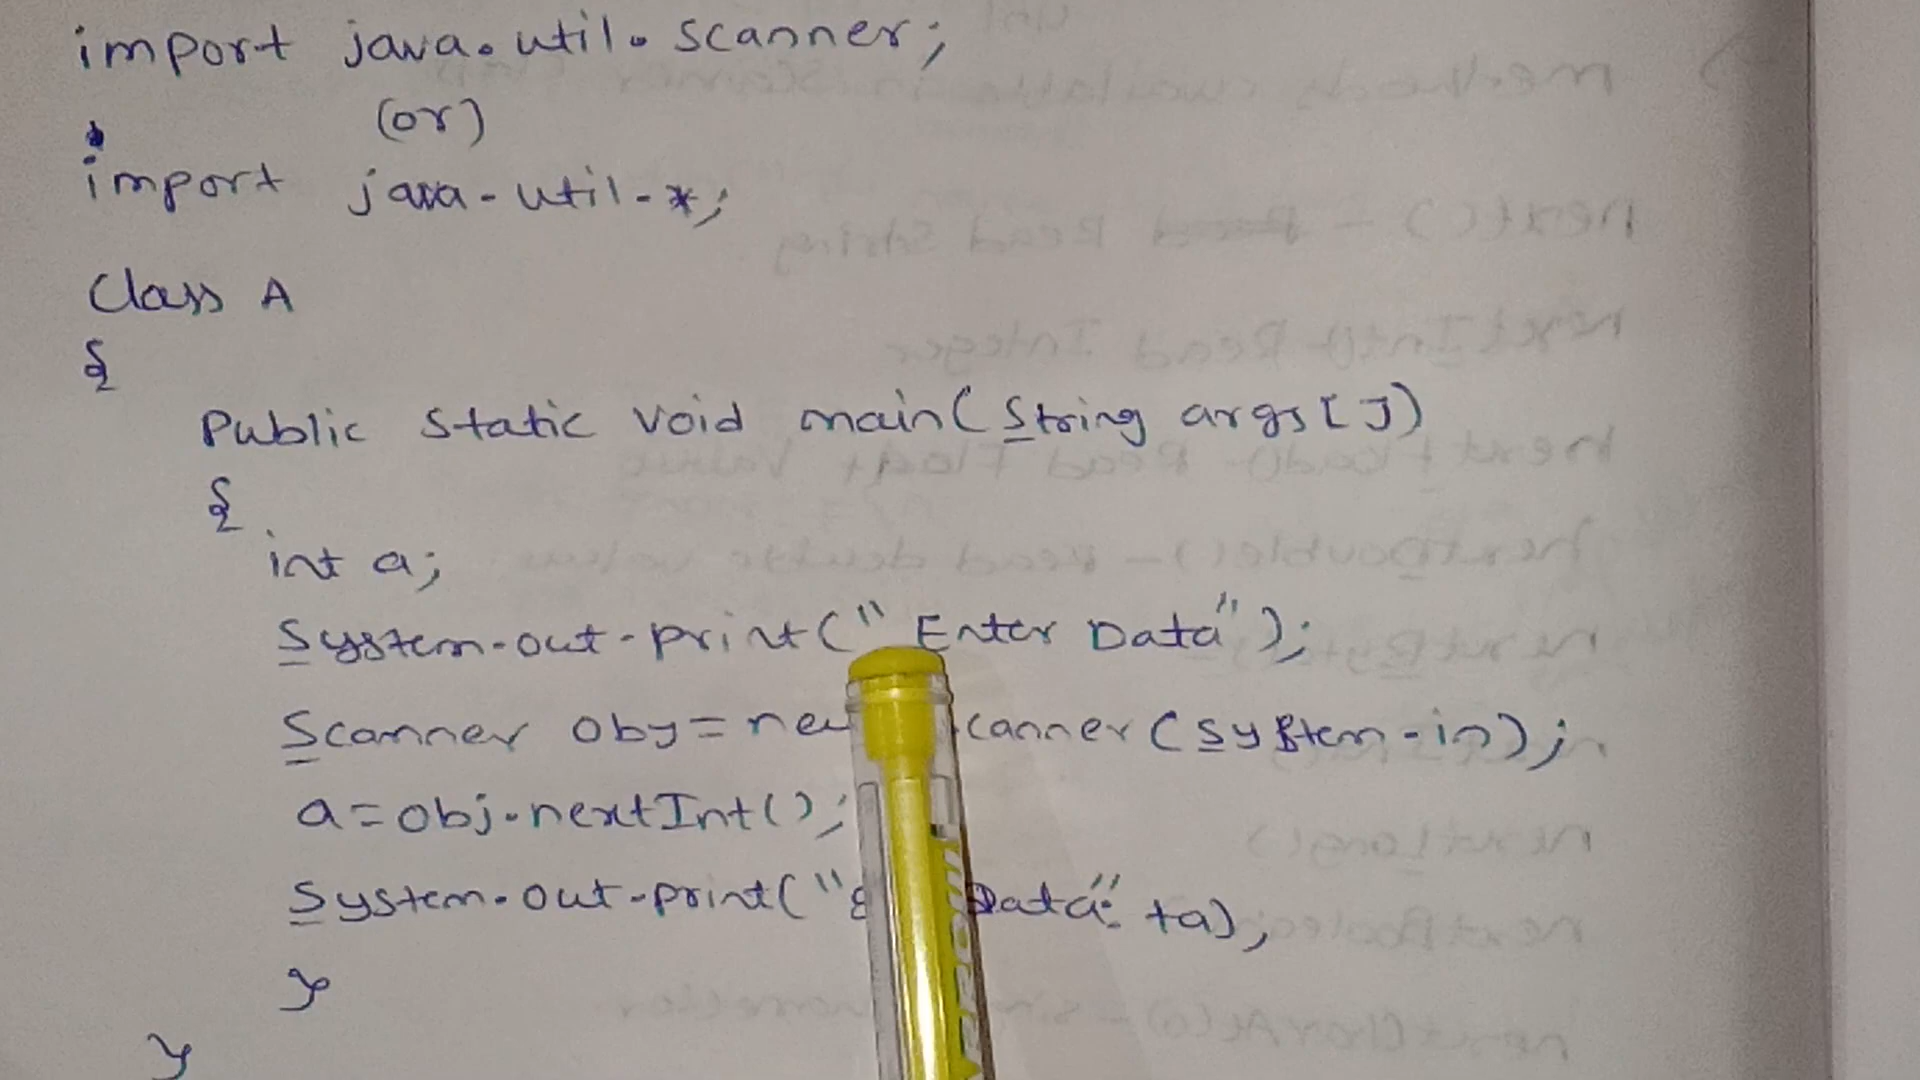 import java.util.scanner;
(or)
import java.util.*;
Class A
{
Public static void main(String args[])
{
int a;
System.out.print("Enter Data");
Scanner obj=new canner(System.in);
a=obj.nextInt();
System.out.print(" Data: "+a);
}
}